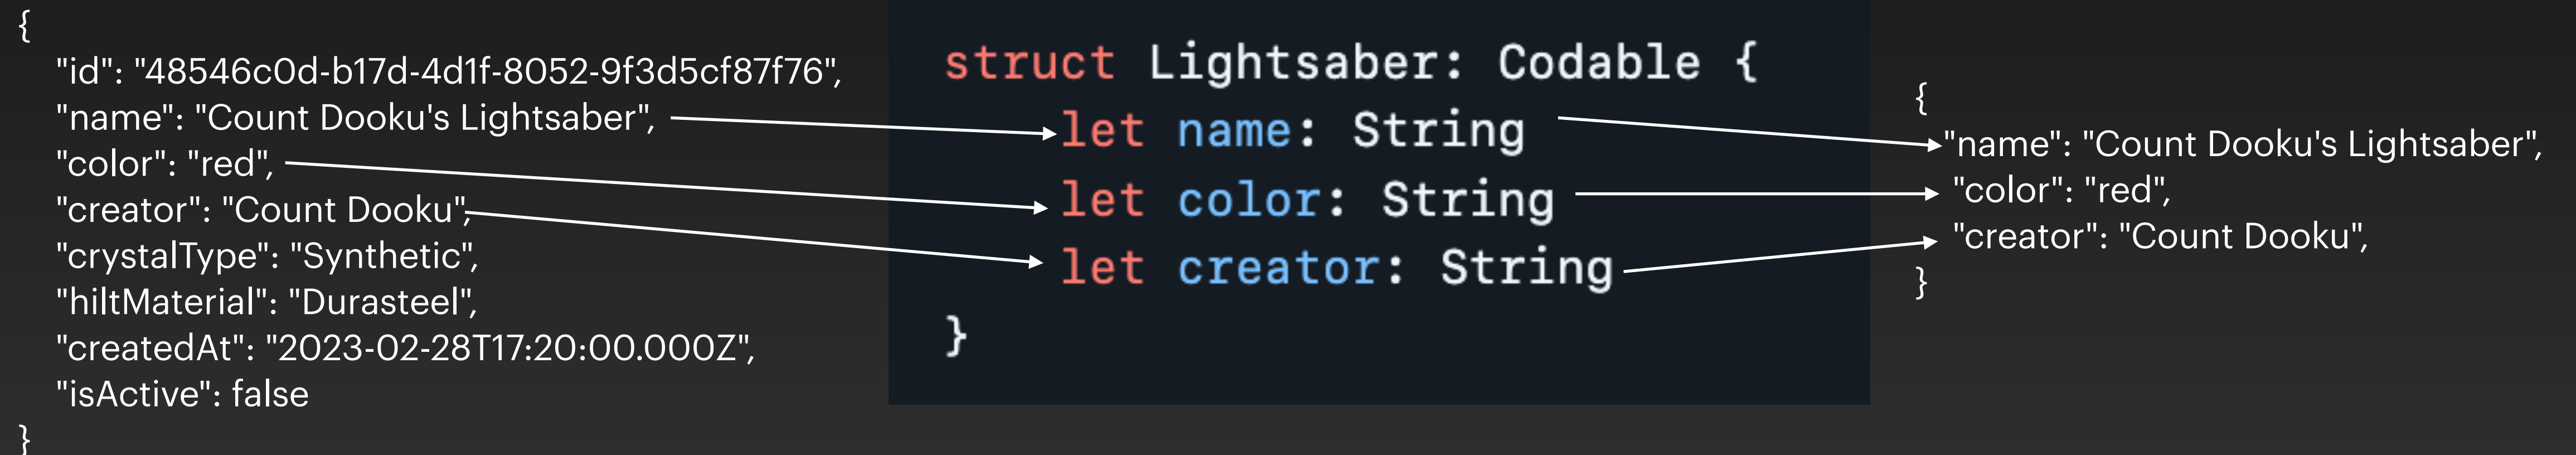 {
"id": "48546c0d-b17d-4d1f-8052-9f3d5cf87f76",
"name": "Count Dooku's Lightsaber",
"color": "red",
"creator": "Count Dooku",
"crystalType": "Synthetic",
"hiltMaterial": "Durasteel",
"createdAt": "2023-02-28T17:20:00.000Z",
"isActive": false
}
struct Lightsaber: Codable {
let name: String
let color: String
let creator: String
}
{
"name": "Count Dooku's Lightsaber",
"color": "red",
"creator": "Count Dooku",
}